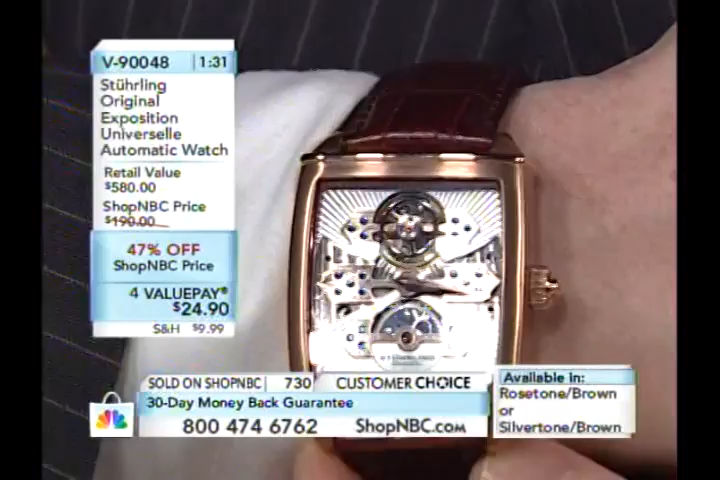 V-90048 1:31
Stührling
Original
Exposition
Universelle
Automatic Watch
Retail Value
$580.00
ShopNBC Price
$190.00
47% OFF
ShopNBC Price
4 VALUEPAY®
$24.90
S&H $9.99
SOLD ON SHOPNBC 730 CUSTOMER CHOICE
30-Day Money Back Guarantee
800 474 6762 ShopNBC.com
Available in:
Rosetone/Brown
or
Silvertone/Brown